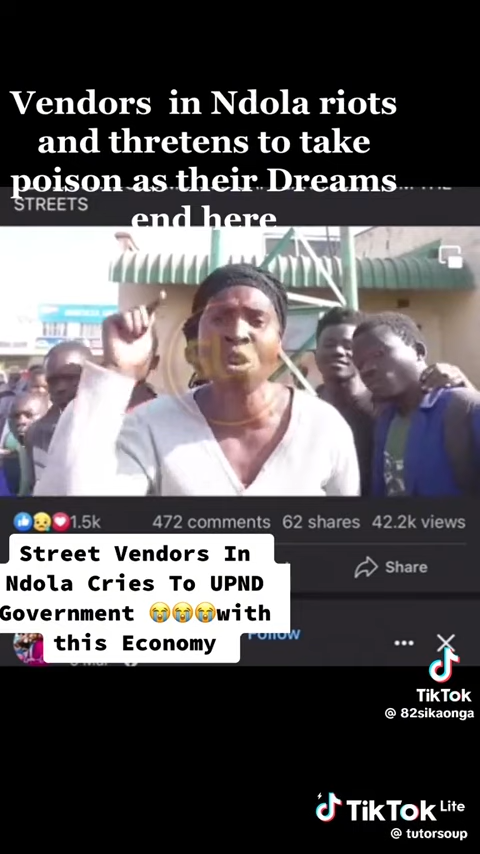 Vendors in Ndola riots
and thretens to take
poison as their Dreams
STREETS
end here
1.5k 472 comments 62 shares 42.2k views
Street Vendors In
Share
Ndola Cries To UPND
Government 😭😭😭with
this Economy
Follow
TikTok
@ 82sikaonga
TikTok Lite
@ tutorsoup